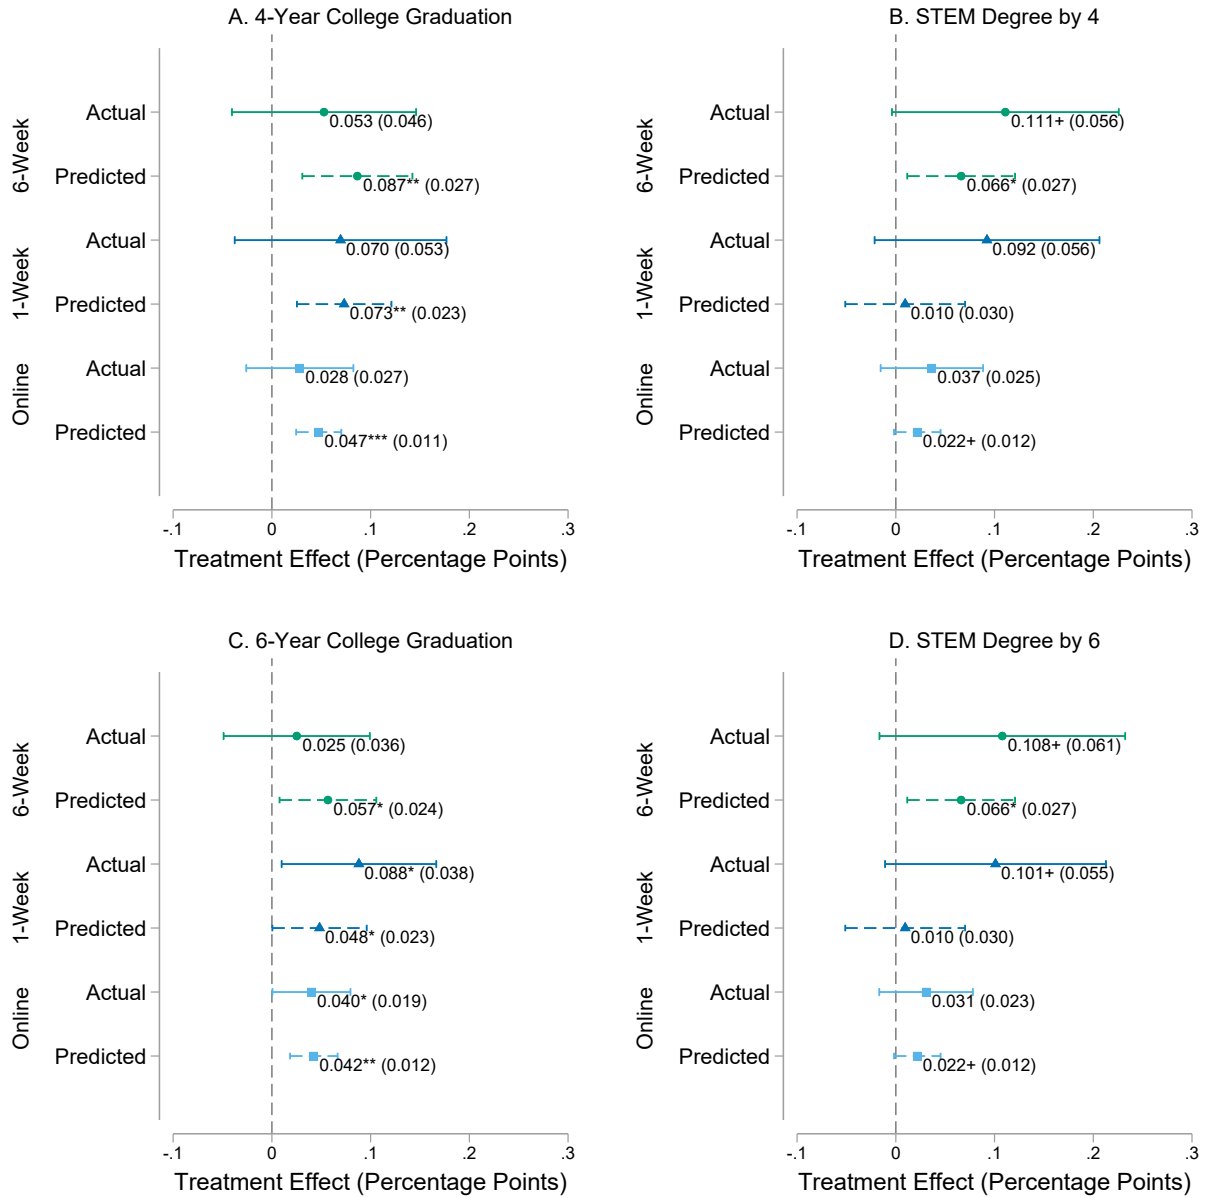 A. 4-Year College Graduation
6-Week
Actual
0.053 (0.046)
Predicted
0.087** (0.027)
1-Week
Actual
0.070 (0.053)
Predicted
0.073** (0.023)
Online
Actual
0.028 (0.027)
Predicted
0.047*** (0.011)
-.1 0 .1 .2 .3
Treatment Effect (Percentage Points)
B. STEM Degree by 4
6-Week
Actual
0.111+ (0.056)
Predicted
0.066* (0.027)
1-Week
Actual
0.092 (0.056)
Predicted
0.010 (0.030)
Online
Actual
0.037 (0.025)
Predicted
0.022+ (0.012)
-.1 0 .1 .2 .3
Treatment Effect (Percentage Points)
C. 6-Year College Graduation
6-Week
Actual
0.025 (0.036)
Predicted
0.057* (0.024)
1-Week
Actual
0.088* (0.038)
Predicted
0.048* (0.023)
Online
Actual
0.040* (0.019)
Predicted
0.042** (0.012)
-.1 0 .1 .2 .3
Treatment Effect (Percentage Points)
D. STEM Degree by 6
6-Week
Actual
0.108+ (0.061)
Predicted
0.066* (0.027)
1-Week
Actual
0.101+ (0.055)
Predicted
0.010 (0.030)
Online
Actual
0.031 (0.023)
Predicted
0.022+ (0.012)
-.1 0 .1 .2 .3
Treatment Effect (Percentage Points)